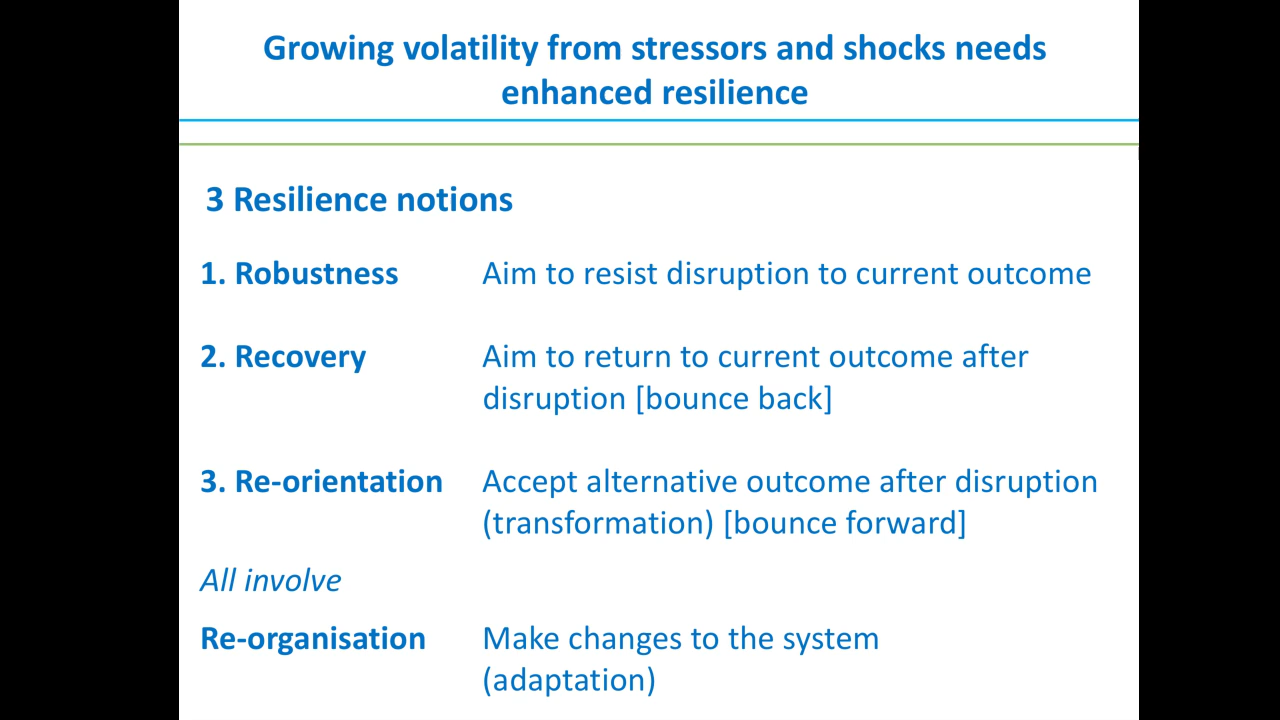 Growing volatility from stressors and shocks needs
enhanced resilience
3 Resilience notions
1. Robustness Aim to resist disruption to current outcome
2. Recovery Aim to return to current outcome after
disruption [bounce back]
3. Re-orientation Accept alternative outcome after disruption
(transformation) [bounce forward]
All involve
Re-organisation Make changes to the system
(adaptation)